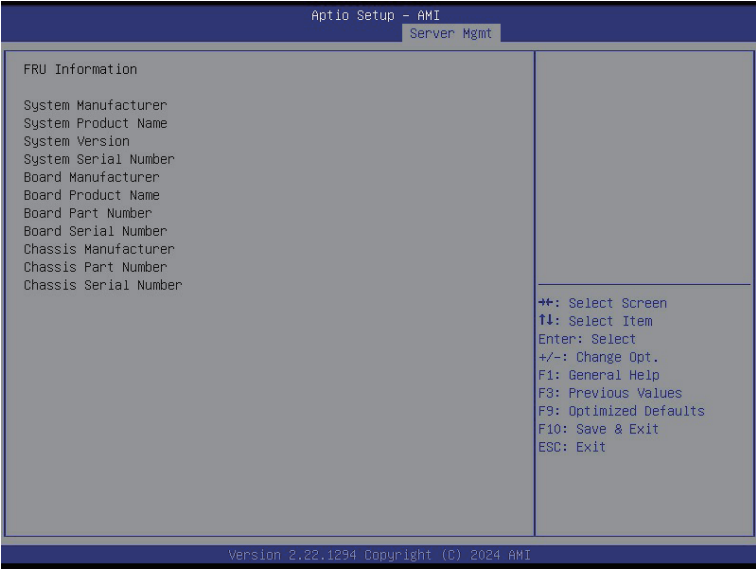 Aptio Setup – AMI
Server Mgmt
FRU Information
System Manufacturer
System Product Name
System Version
System Serial Number
Board Manufacturer
Board Product Name
Board Part Number
Board Serial Number
Chassis Manufacturer
Chassis Part Number
Chassis Serial Number
→←: Select Screen
↑↓: Select Item
Enter: Select
+/-: Change Opt.
F1: General Help
F3: Previous Values
F9: Optimized Defaults
F10: Save & Exit
ESC: Exit
Version 2.22.1294 Copyright (C) 2024 AMI